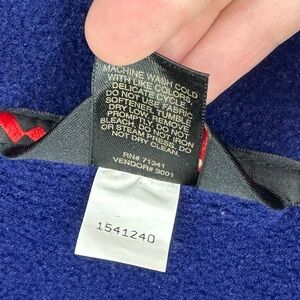 MACHINE WASH COLD
WITH LIKE COLORS,
DELICATE CYCLE.
DO NOT USE FABRIC
SOFTENER. TUMBLE
DRY LOW, REMOVE
PROMPTLY. DO NOT
BLEACH. DO NOT IRON
OR STEAM PRESS. DO
NOT DRY CLEAN.
RN# 71341
VENDOR# 3001
1541240